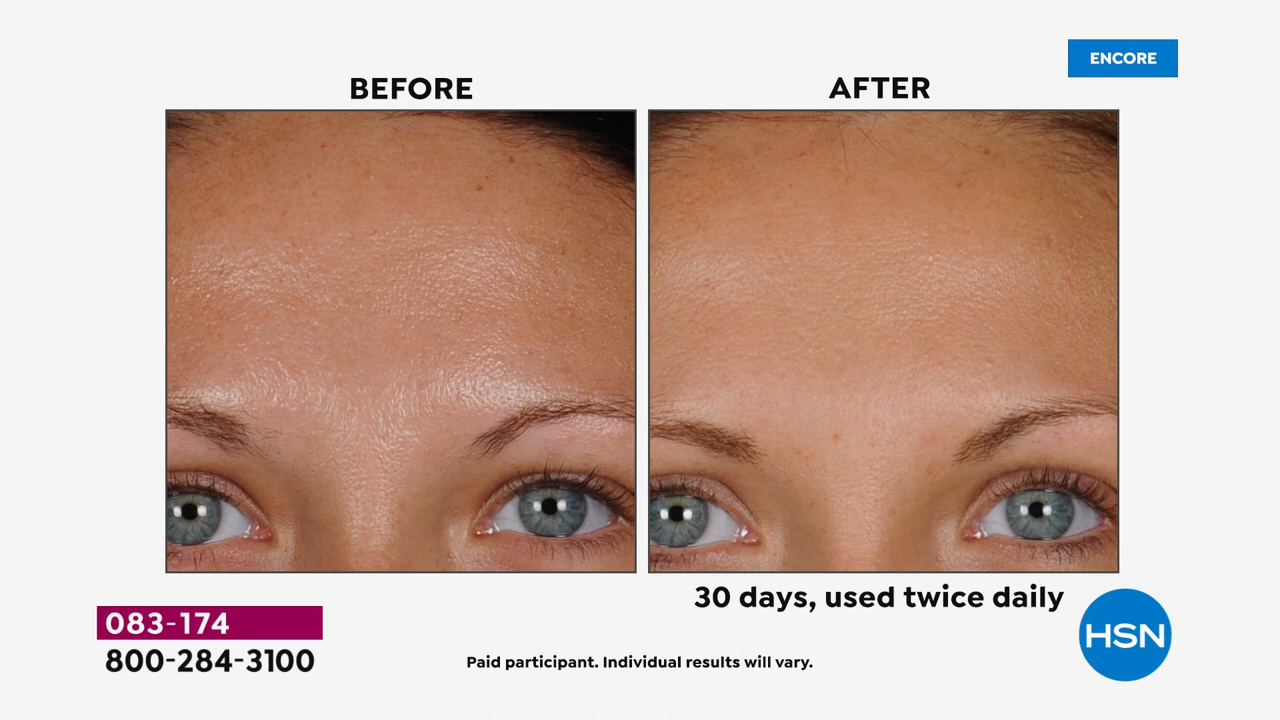 ENCORE
BEFORE
AFTER
30 days, used twice daily
083-174
800-284-3100
Paid participant. Individual results will vary.
HSN